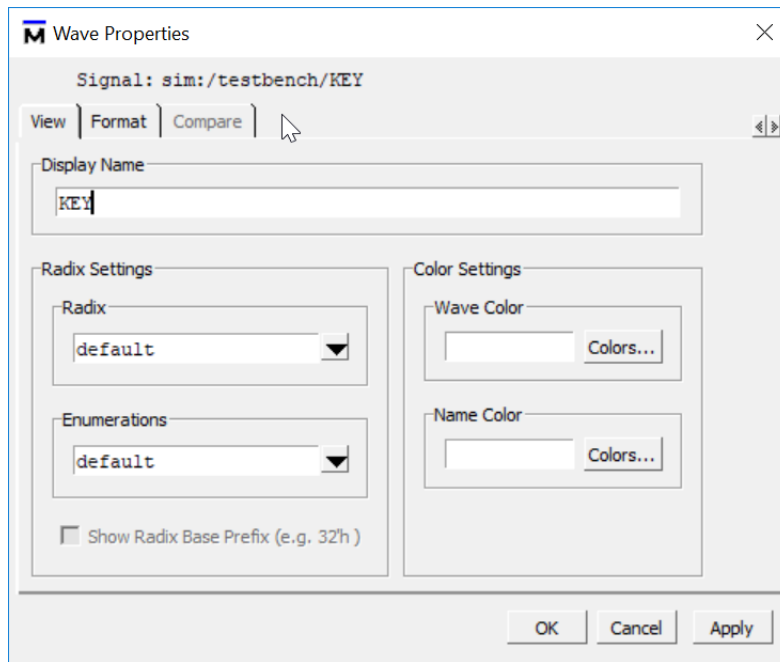 Wave Properties
Signal: sim:/testbench/KEY
View Format Compare
Display Name
KEY
Radix Settings
Color Settings
Radix
default
Wave Color
Colors...
Enumerations
default
Name Color
Colors...
Show Radix Base Prefix (e.g. 32'h )
OK Cancel Apply